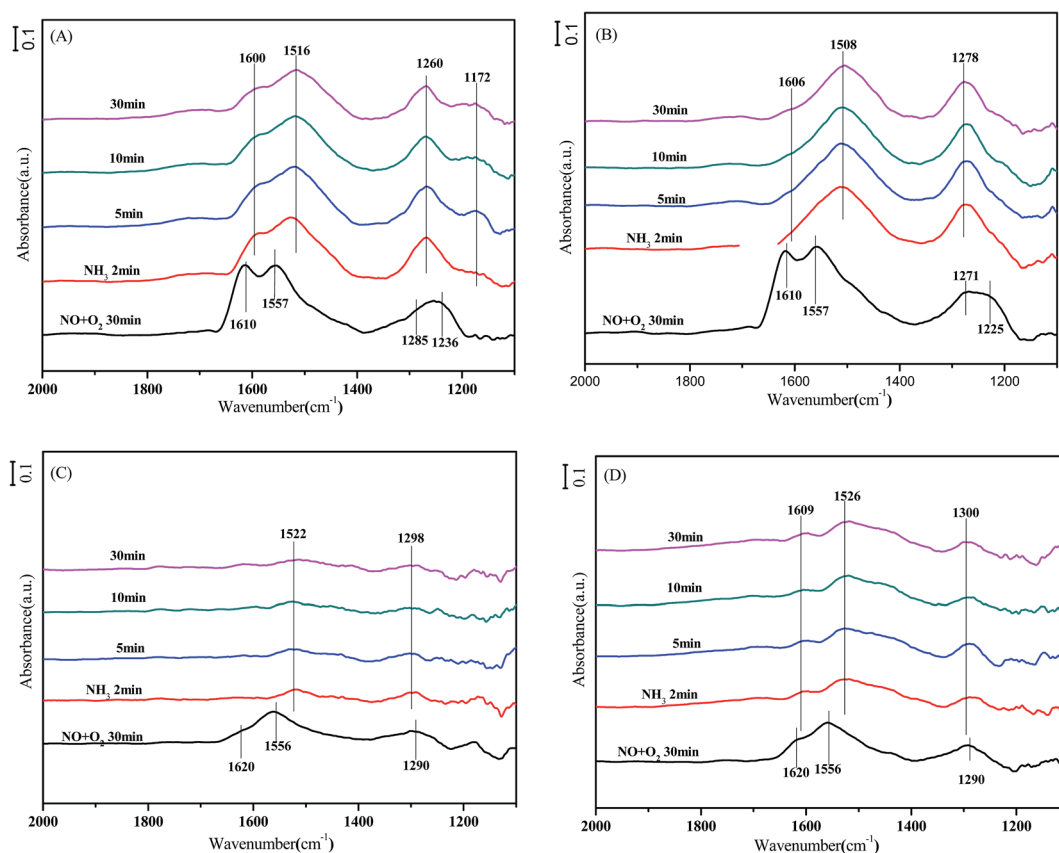 (A)
0.1
1600
1516
1260
1172
30min
10min
5min
NH3 2min
NO+O2 30min
1610
1557
1285
1236
Absorbance(a.u.)
2000
1800
1600
1400
1200
Wavenumber(cm-1)
(B)
0.1
1606
1508
1278
30min
10min
5min
NH3 2min
NO+O2 30min
1610
1557
1271
1225
Absorbance(a.u.)
2000
1800
1600
1400
1200
Wavenumber(cm-1)
(C)
0.1
1522
1298
30min
10min
5min
NH3 2min
NO+O2 30min
1620
1556
1290
Absorbance(a.u.)
2000
1800
1600
1400
1200
Wavenumber(cm-1)
(D)
0.1
1609
1526
1300
30min
10min
5min
NH3 2min
NO+O2 30min
1620
1556
1290
Absorbance(a.u.)
2000
1800
1600
1400
1200
Wavenumber(cm-1)